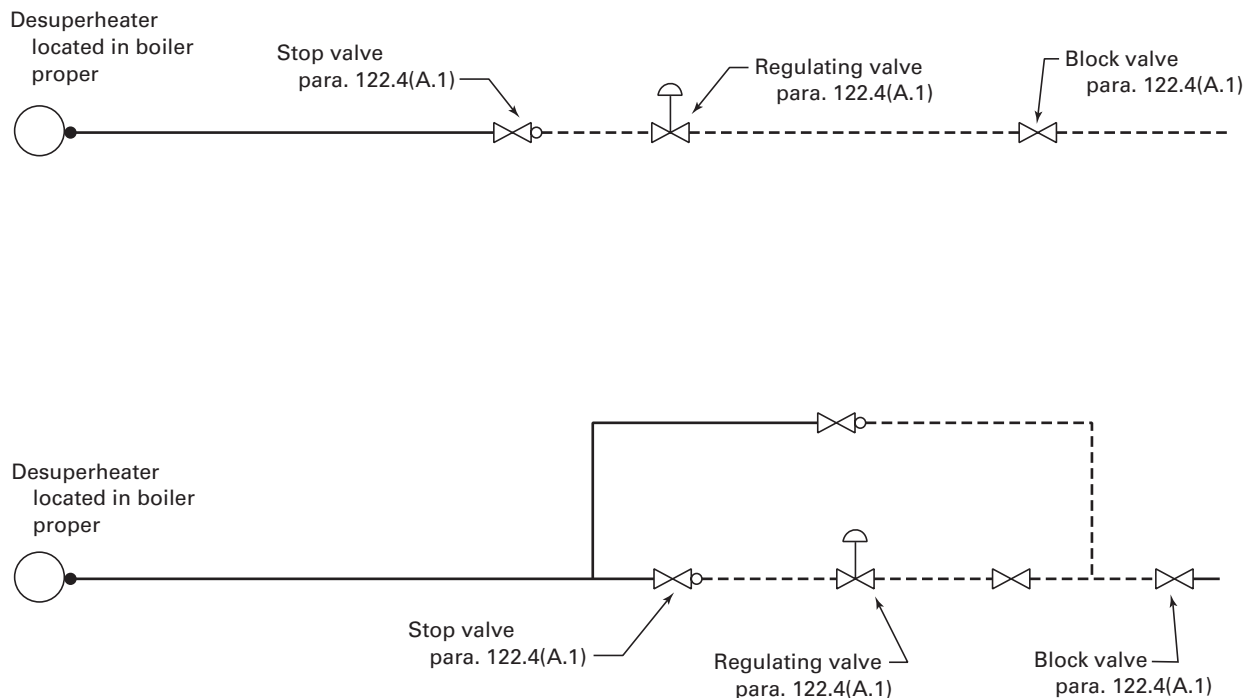 Desuperheater
located in boiler
proper
Stop valve
para. 122.4(A.1)
Regulating valve
para. 122.4(A.1)
Block valve
para. 122.4(A.1)
Desuperheater
located in boiler
proper
Stop valve
para. 122.4(A.1)
Regulating valve
para. 122.4(A.1)
Block valve
para. 122.4(A.1)